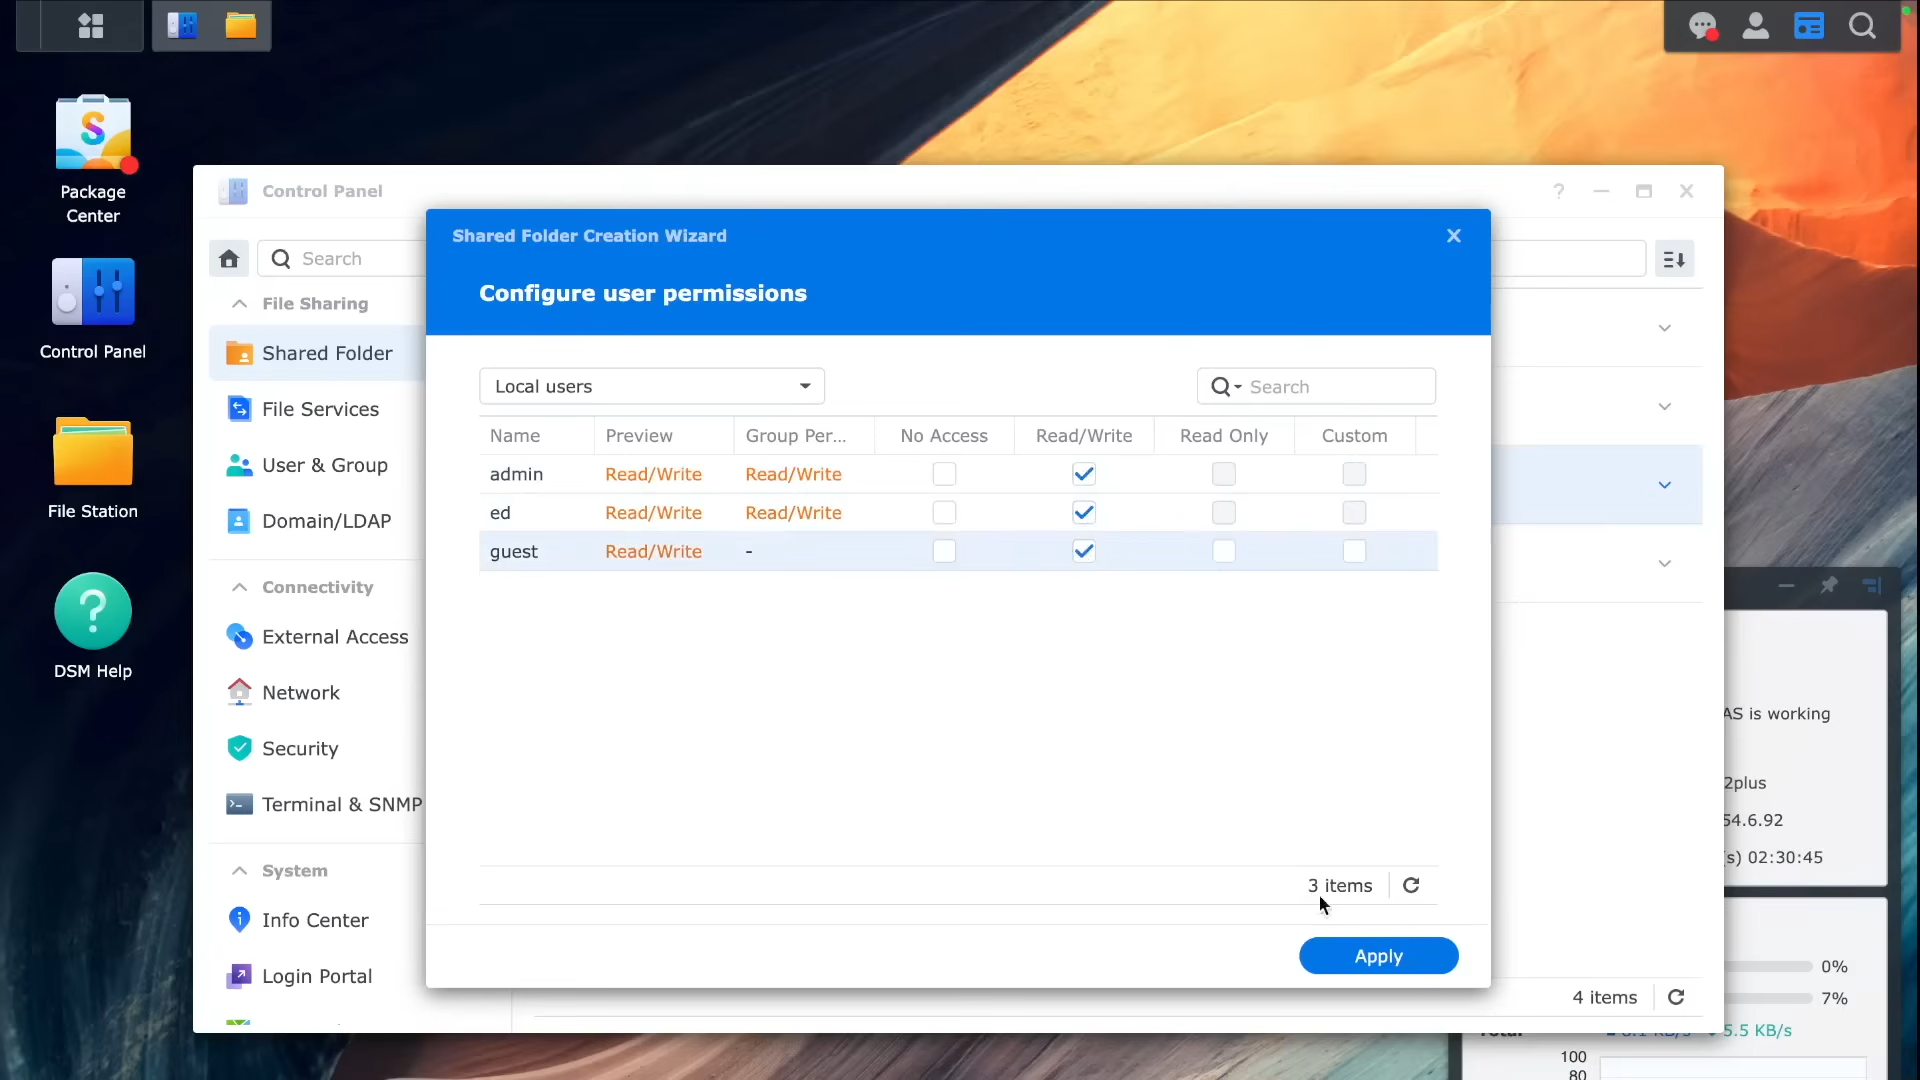 Package
Center
Control Panel
File Station
DSM Help
Control Panel
Search
File Sharing
Shared Folder
File Services
User & Group
Domain/LDAP
Connectivity
External Access
Network
Security
Terminal & SNMP
System
Info Center
Login Portal
Shared Folder Creation Wizard
Configure user permissions
Local users
Search
Name Preview Group Per... No Access Read/Write Read Only Custom
admin Read/Write Read/Write
ed Read/Write Read/Write
guest Read/Write -
3 items
Apply
4 items
AS is working
2plus
54.6.92
s) 02:30:45
0%
7%
5.5 KB/s
100
80